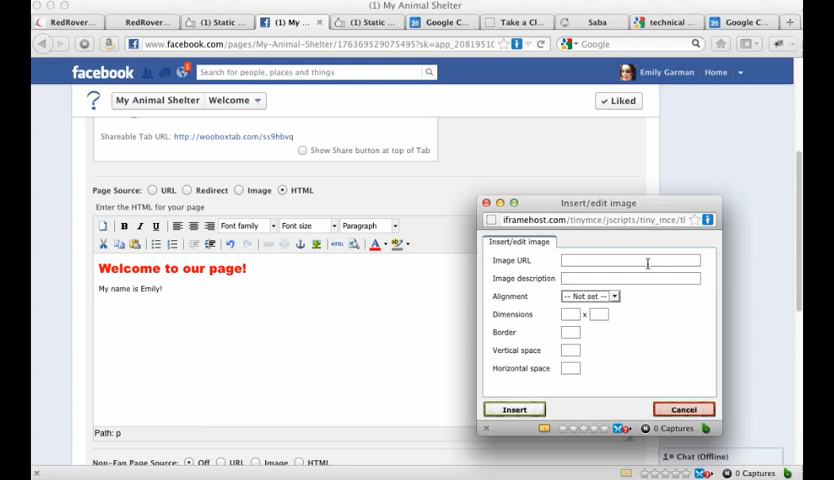 (1) My Animal Shelter
RedRover...
RedRove...
(1) Static ...
(1) My ...
(1) Static ...
Google C...
Take a Cl...
Saba
technical ...
Google C...
www.facebook.com/pages/My-Animal-Shelter/176369529075495?sk=app_20819510
Google
facebook
Search for people, places and things
Emily Garman
Home
My Animal Shelter
Welcome
Liked
Shareable Tab URL: http://wooboxtab.com/ss9hbvq
Show Share button at top of Tab
Page Source:
URL
Redirect
Image
HTML
Enter the HTML for your page
B I U
Font family
Font size
Paragraph
HTML
A
Welcome to our page!
My name is Emily!
Path: p
Non-Fan Page Source:
Off
URL
Image
HTML
Insert/edit image
iframehost.com/tinymce/jscripts/tiny_mce/tl
Insert/edit image
Image URL
Image description
Alignment
-- Not set --
Dimensions
x
Border
Vertical space
Horizontal space
Insert
Cancel
0 Captures
Chat (Offline)
0 Captures